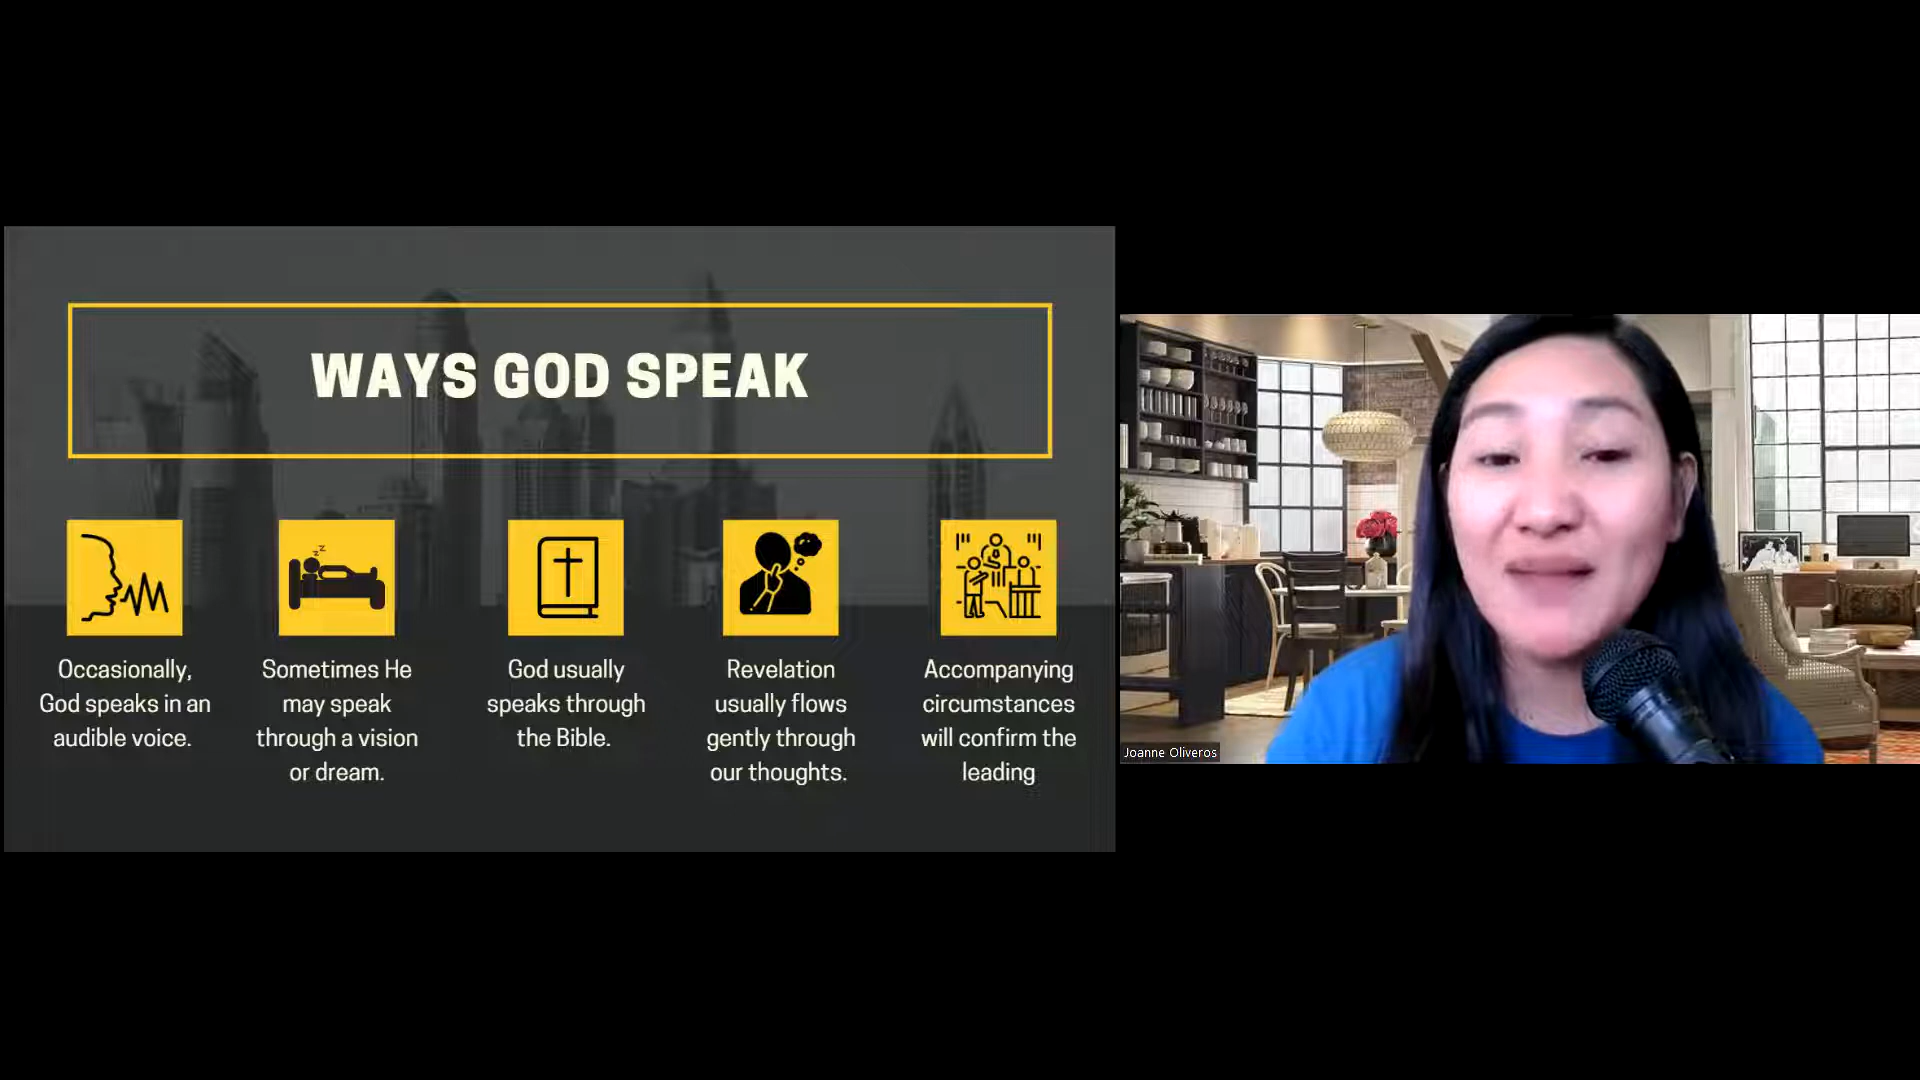 WAYS GOD SPEAK
Occasionally,
God speaks in an
audible voice.
Sometimes He
may speak
through a vision
or dream.
God usually
speaks through
the Bible.
Revelation
usually flows
gently through
our thoughts.
Accompanying
circumstances
will confirm the
leading
Joanne Oliveros